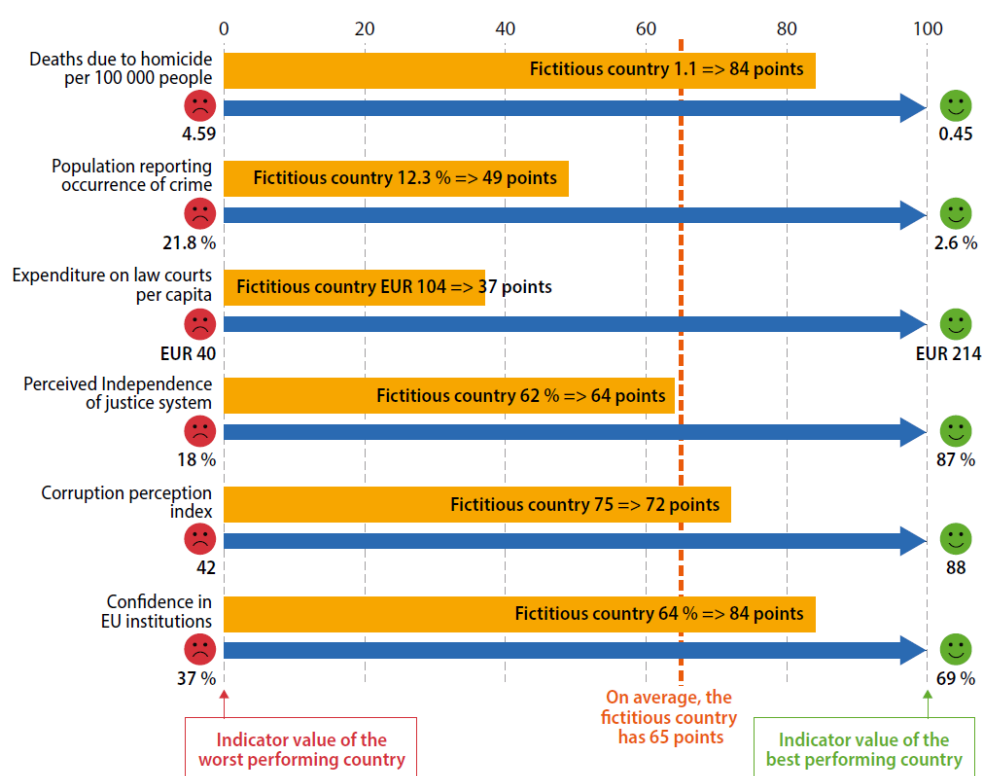 0 20 40 60 80 100
Deaths due to homicide
per 100 000 people
Fictitious country 1.1 => 84 points
4.59
0.45
Population reporting
occurrence of crime
Fictitious country 12.3 % => 49 points
21.8 %
2.6 %
Expenditure on law courts
per capita
Fictitious country EUR 104 => 37 points
EUR 40
EUR 214
Perceived Independence
of justice system
Fictitious country 62 % => 64 points
18 %
87 %
Corruption perception
index
Fictitious country 75 => 72 points
42
88
Confidence in
EU institutions
Fictitious country 64 % => 84 points
37 %
69 %
On average, the
fictitious country
has 65 points
Indicator value of the
worst performing country
Indicator value of the
best performing country